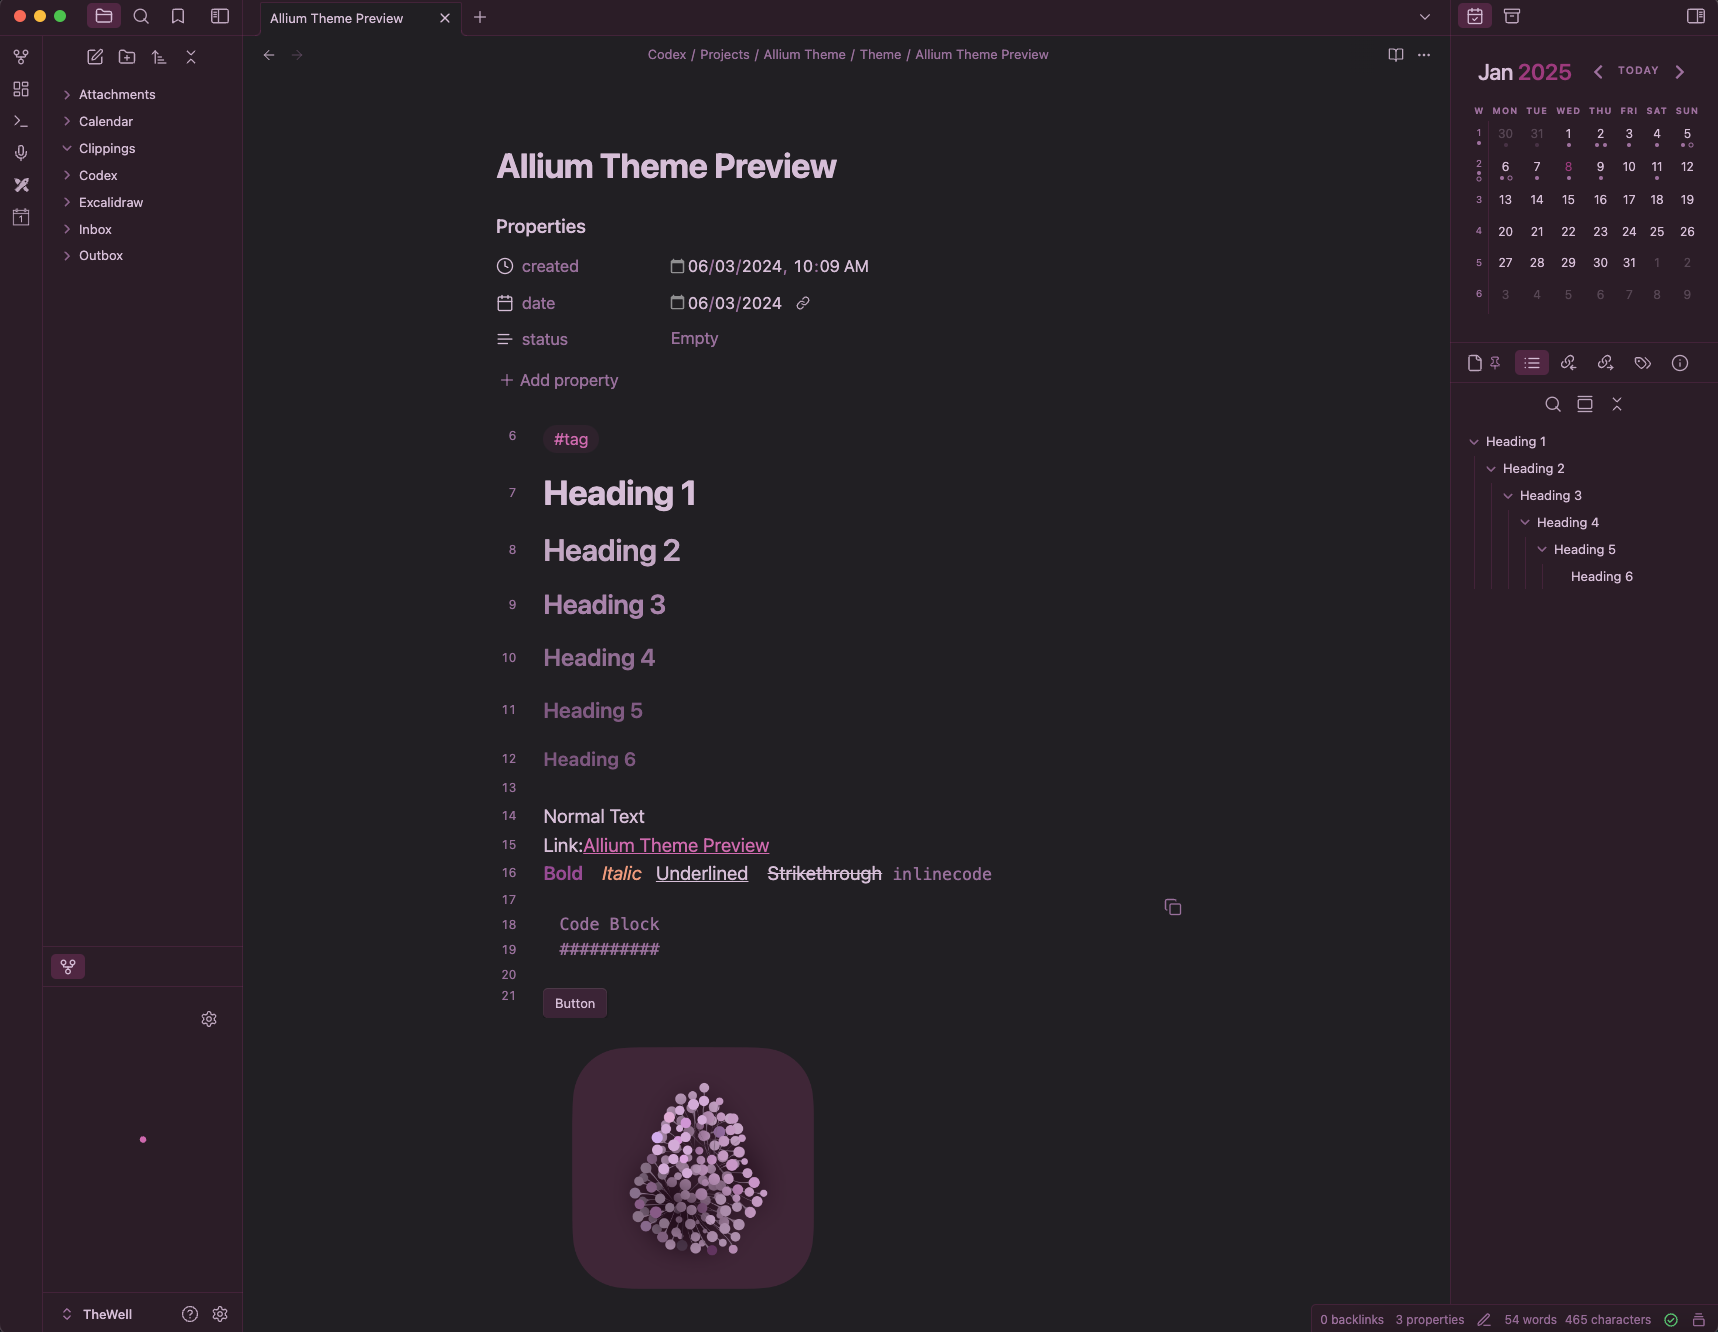 Allium Theme Preview
Attachments
Calendar
Clippings
Codex
Excalidraw
Inbox
Outbox
1
TheWell
Codex / Projects / Allium Theme / Theme / Allium Theme Preview
Allium Theme Preview
Properties
created 06/03/2024, 10:09 AM
date 06/03/2024
status Empty
Add property
6 #tag
7 Heading 1
8 Heading 2
9 Heading 3
10 Heading 4
11 Heading 5
12 Heading 6
13
14 Normal Text
15 Link:Allium Theme Preview
16 Bold Italic Underlined Strikethrough inlinecode
17
18 Code Block
19 ##########
20
21 Button
Jan 2025 TODAY
W MON TUE WED THU FRI SAT SUN
1 30 31 1 2 3 4 5
2 6 7 8 9 10 11 12
3 13 14 15 16 17 18 19
4 20 21 22 23 24 25 26
5 27 28 29 30 31 1 2
6 3 4 5 6 7 8 9
Heading 1
Heading 2
Heading 3
Heading 4
Heading 5
Heading 6
0 backlinks 3 properties 54 words 465 characters